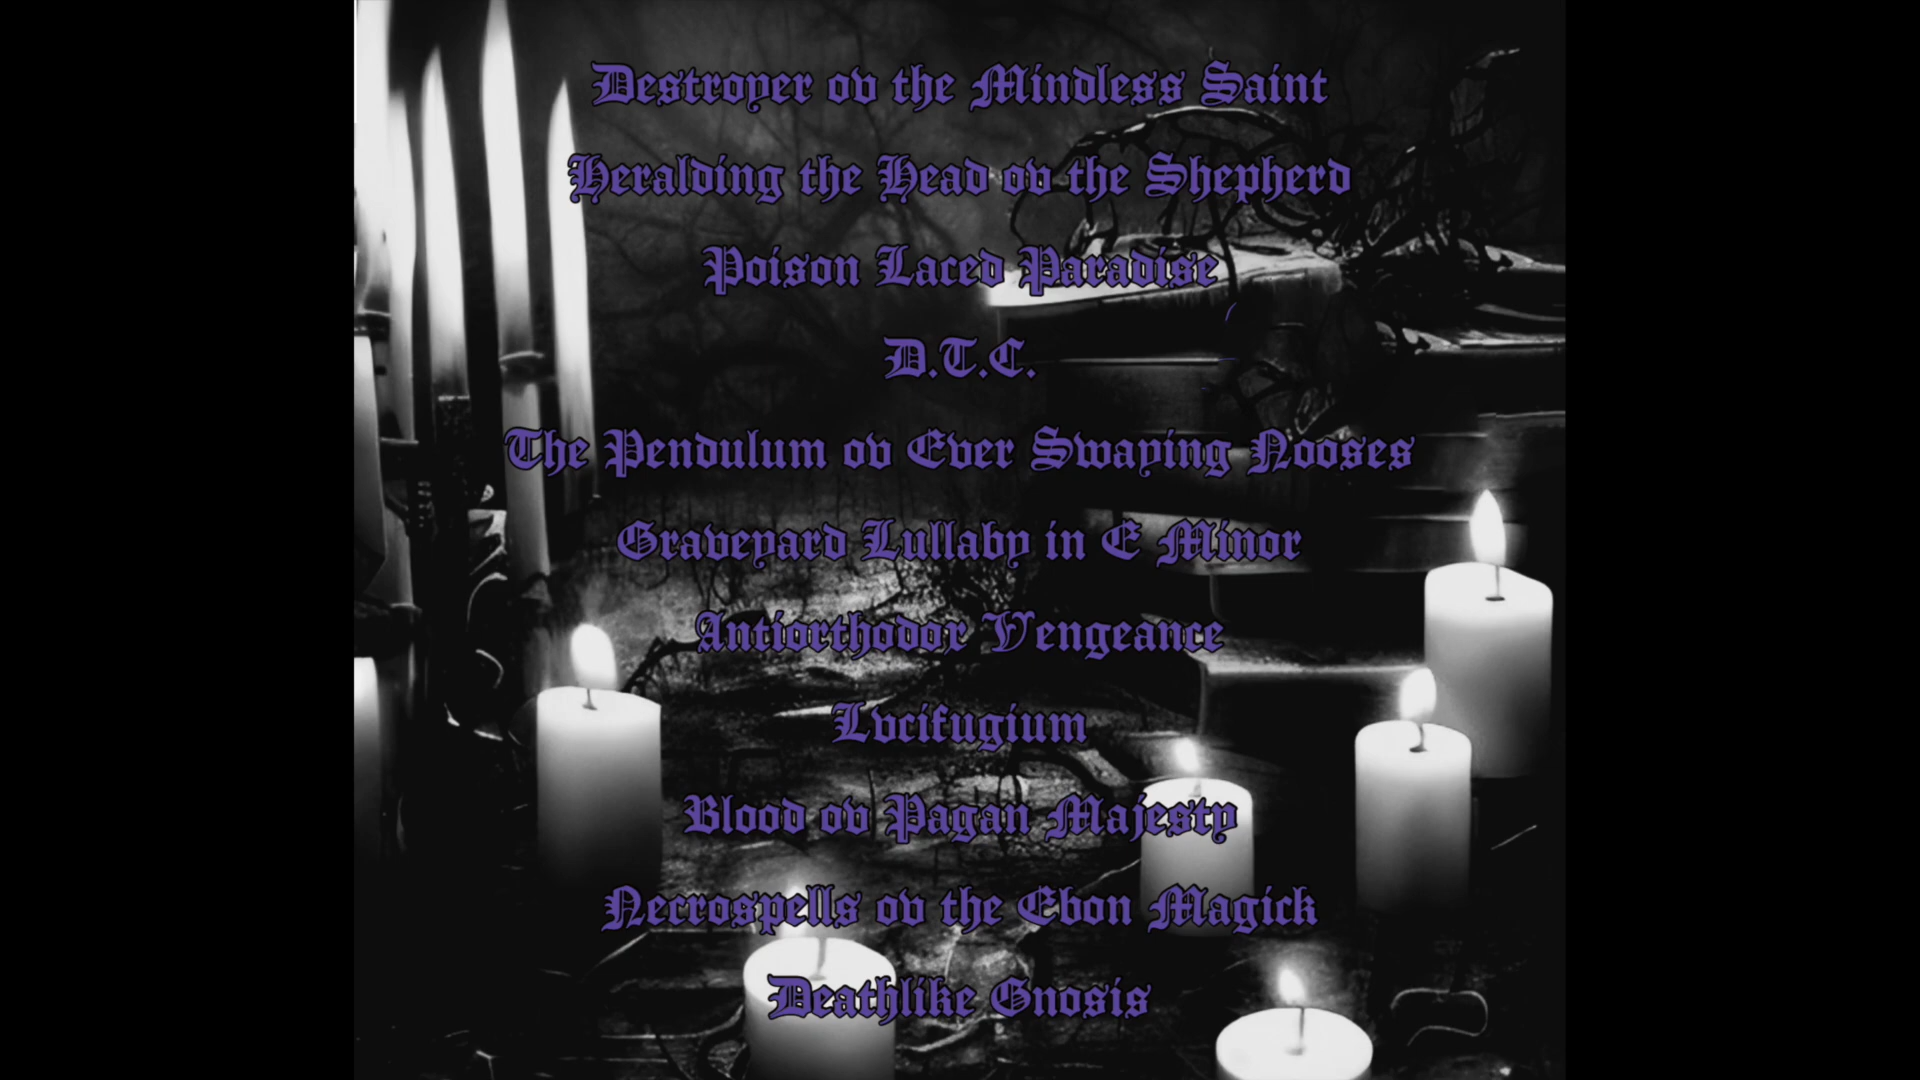 Destroyer ov the Mindless Saint
Heralding the Head ov the Shepherd
Poison Laced Paradise
D.T.C.
The Pendulum ov Ever Swaying Nooses
Graveyard Lullaby in E Minor
Antiorthodox Vengeance
Lvcifugium
Blood ov Pagan Majesty
Necrospells ov the Ebon Magick
Deathlike Gnosis